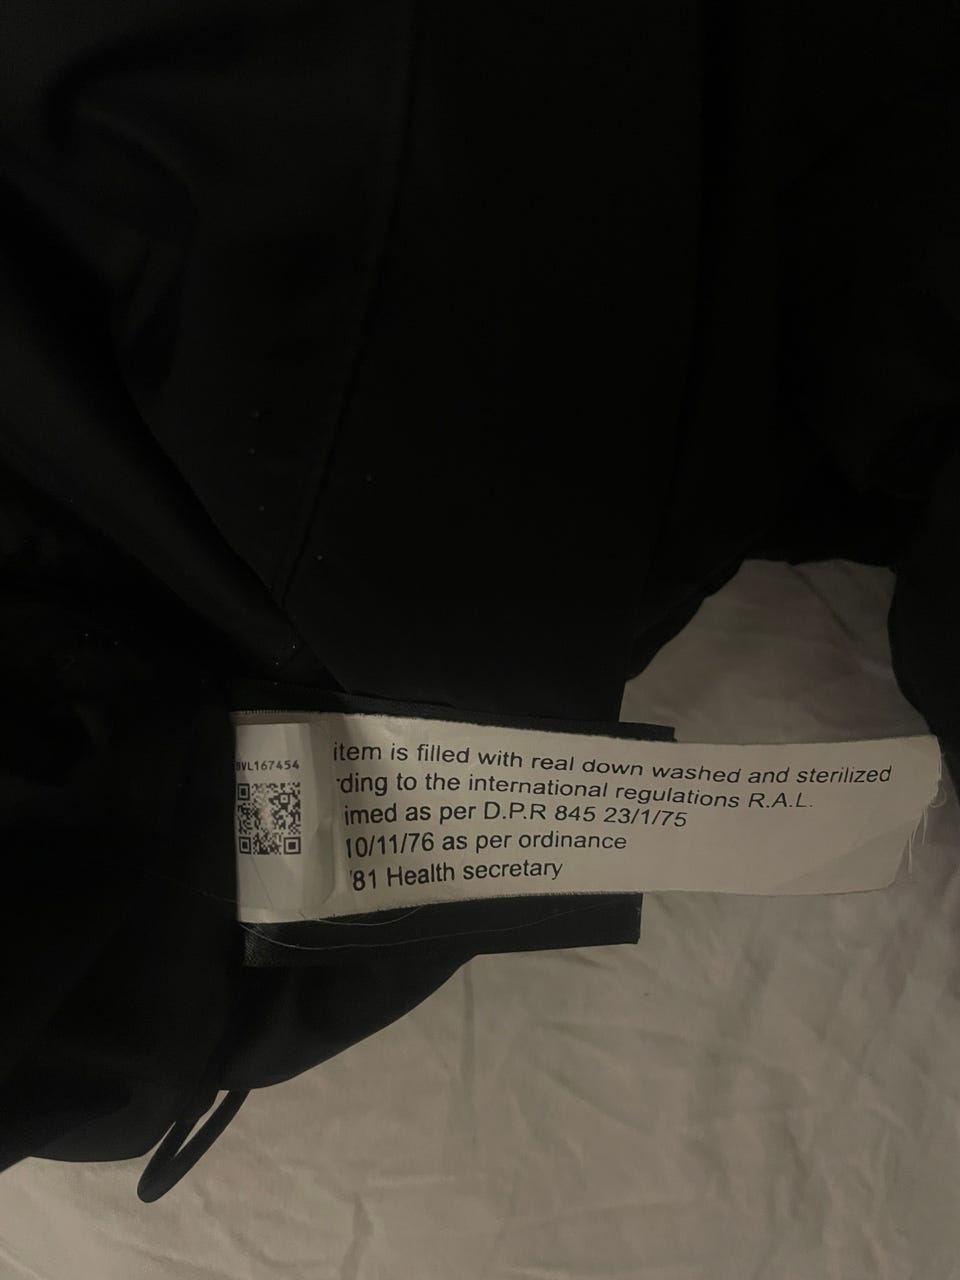 BVL167454
item is filled with real down washed and sterilized
ding to the international regulations R.A.L.
imed as per D.P.R 845 23/1/75
10/11/76 as per ordinance
'81 Health secretary